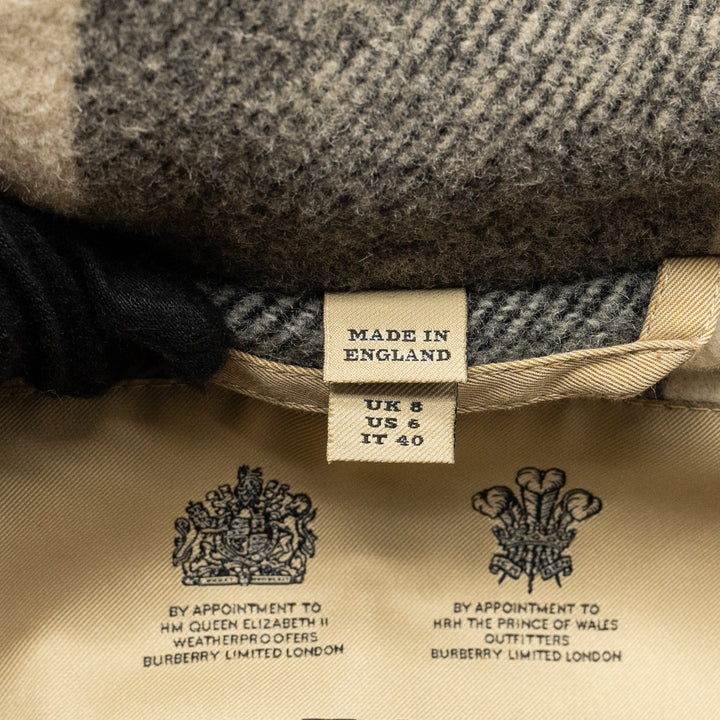 MADE IN
ENGLAND
UK 8
US 6
IT 40
BY APPOINTMENT TO
HM QUEEN ELIZABETH II
WEATHERPROOFERS
BURBERRY LIMITED LONDON
BY APPOINTMENT TO
HRH THE PRINCE OF WALES
OUTFITTERS
BURBERRY LIMITED LONDON